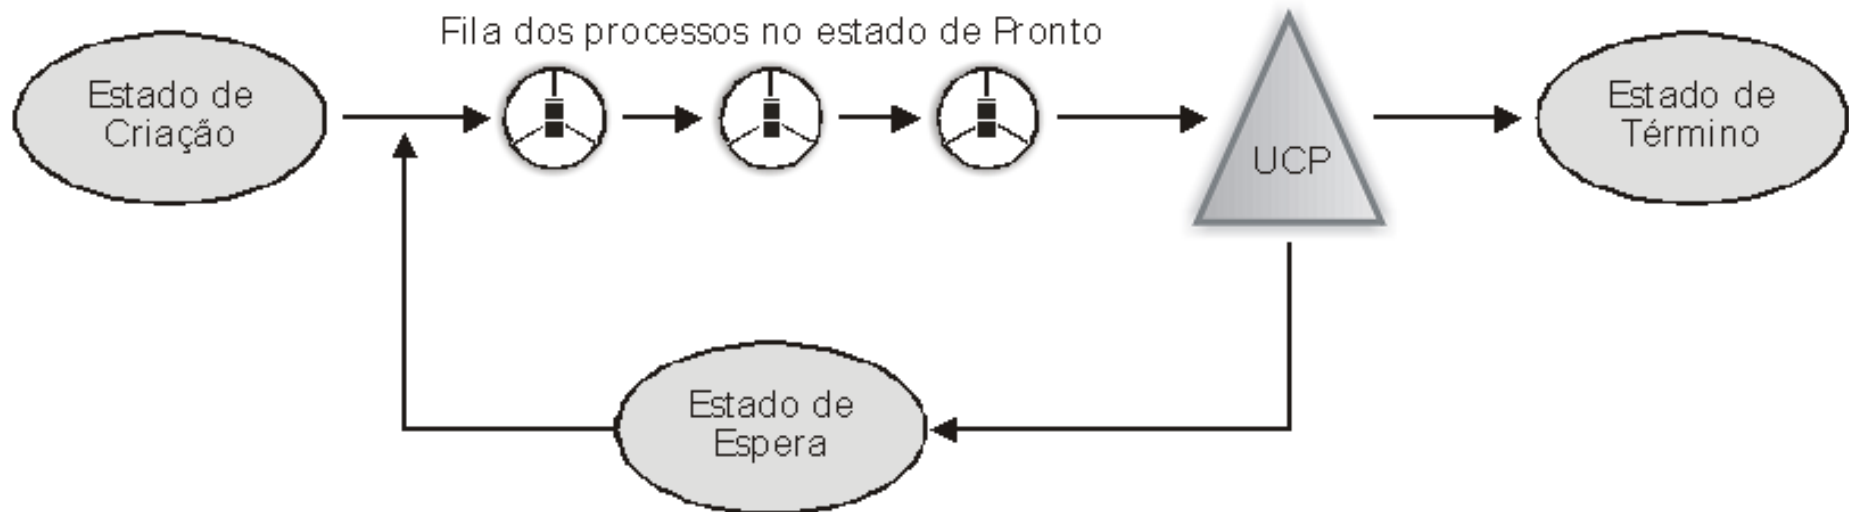 Fila dos processos no estado de Pronto
Estado de
Criação
UCP
Estado de
Término
Estado de
Espera